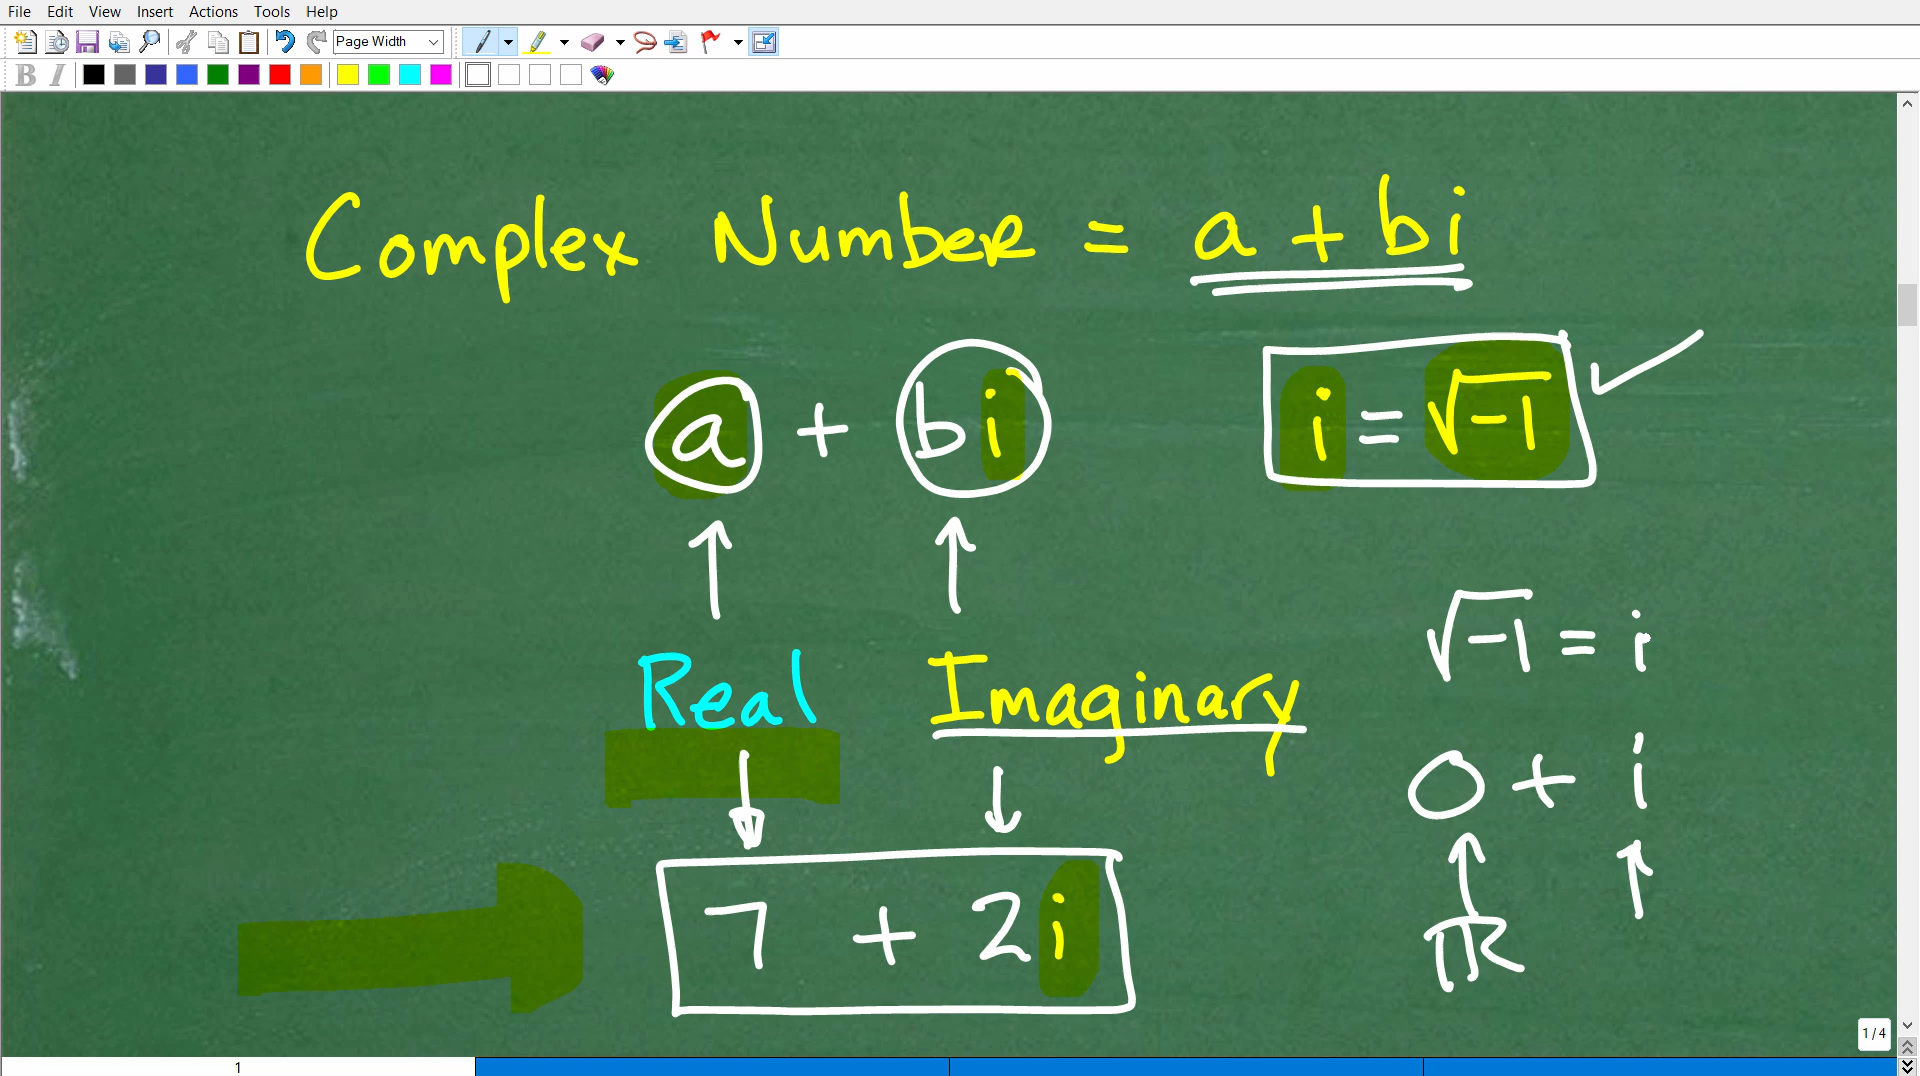 File Edit View Insert Actions Tools Help
Page Width
B I
Complex Number = a + bi
a + bi
i = √-1
√-1 = i
Real Imaginary
0 + i
7 + 2i
ℝ
1 / 4
1